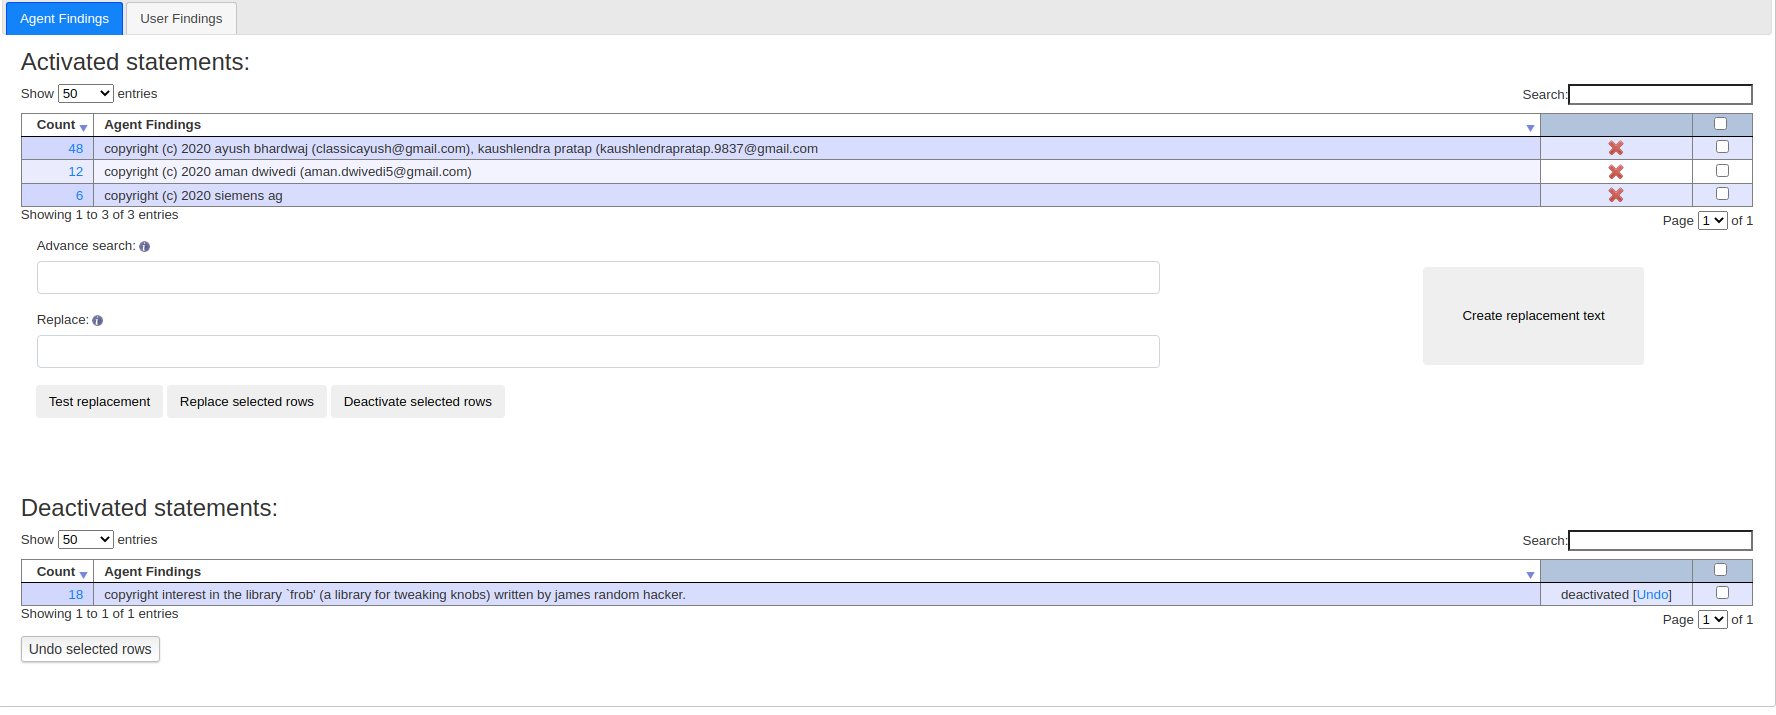 Agent Findings User Findings
Activated statements:
Show 50 entries Search:
Count Agent Findings
48 copyright (c) 2020 ayush bhardwaj (classicayush@gmail.com), kaushlendra pratap (kaushlendrapratap.9837@gmail.com
12 copyright (c) 2020 aman dwivedi (aman.dwivedi5@gmail.com)
6 copyright (c) 2020 siemens ag
Showing 1 to 3 of 3 entries Page 1 of 1
Advance search: i
Replace: i
Create replacement text
Test replacement Replace selected rows Deactivate selected rows
Deactivated statements:
Show 50 entries Search:
Count Agent Findings
18 copyright interest in the library `frob' (a library for tweaking knobs) written by james random hacker. deactivated [Undo]
Showing 1 to 1 of 1 entries Page 1 of 1
Undo selected rows